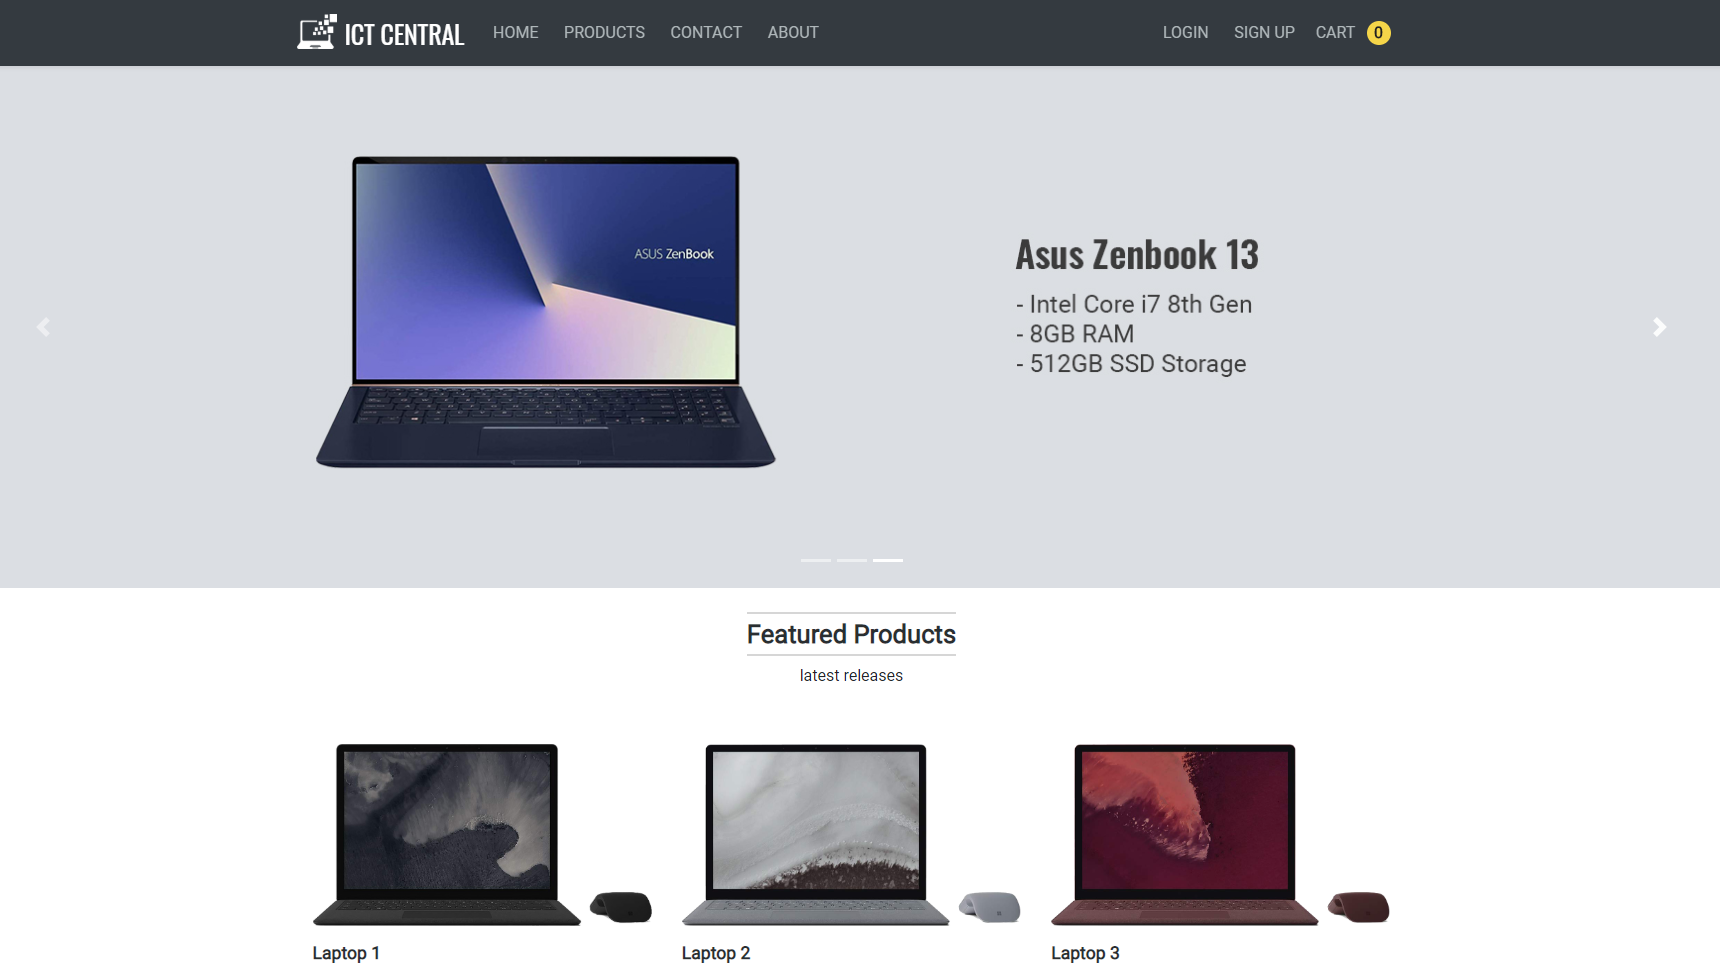 ICT CENTRAL HOME PRODUCTS CONTACT ABOUT LOGIN SIGN UP CART 0
ASUS ZenBook
Asus Zenbook 13
- Intel Core i7 8th Gen
- 8GB RAM
- 512GB SSD Storage
Featured Products
latest releases
Laptop 1 Laptop 2 Laptop 3